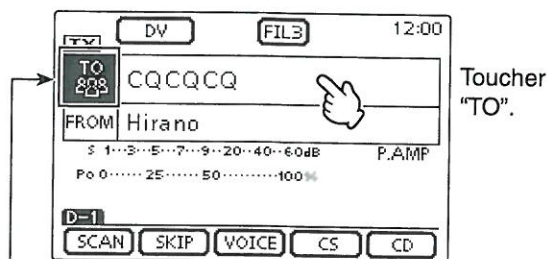 TX DV FIL3 12:00
TO CQCQCQ
FROM Hirano
S 1···3···5···7···9··20··40··60dB P.AMP
Po 0······25······50··········100%
D-1
SCAN SKIP VOICE CS CD
Toucher
“TO”.